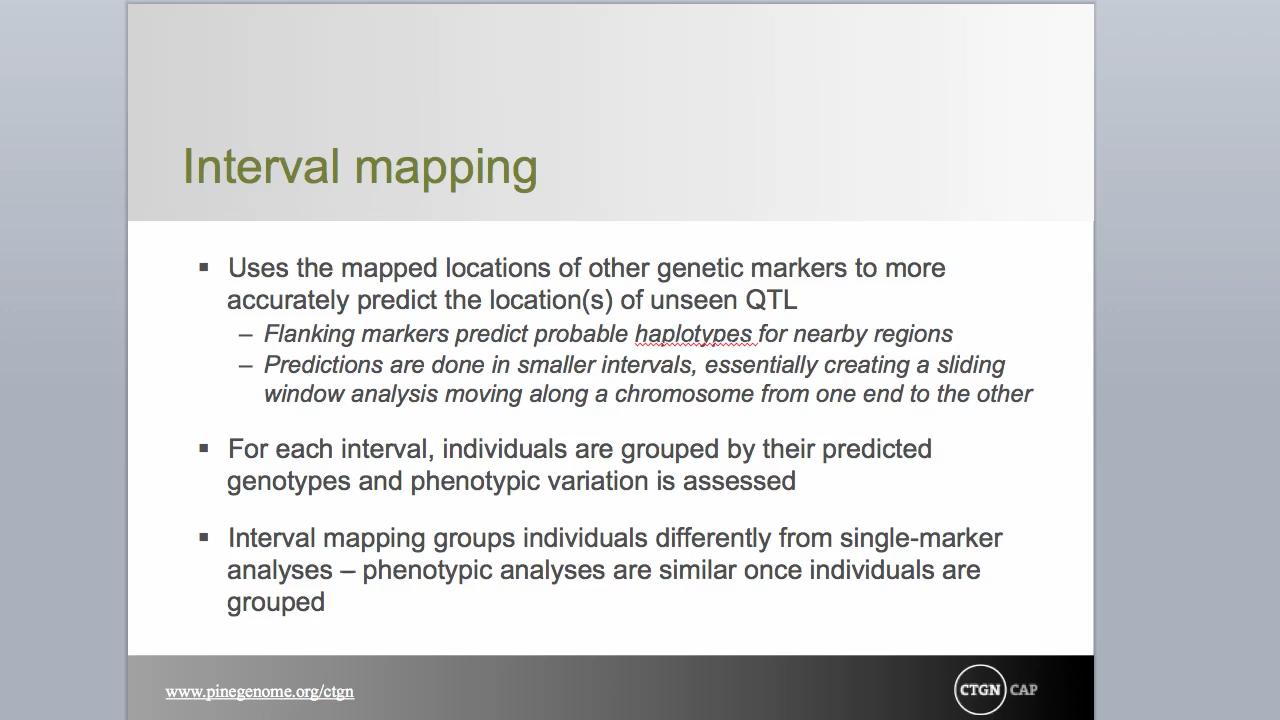 Interval mapping
▪ Uses the mapped locations of other genetic markers to more
accurately predict the location(s) of unseen QTL
– Flanking markers predict probable haplotypes for nearby regions
– Predictions are done in smaller intervals, essentially creating a sliding
window analysis moving along a chromosome from one end to the other
▪ For each interval, individuals are grouped by their predicted
genotypes and phenotypic variation is assessed
▪ Interval mapping groups individuals differently from single-marker
analyses – phenotypic analyses are similar once individuals are
grouped
www.pinegenome.org/ctgn
CTGN CAP